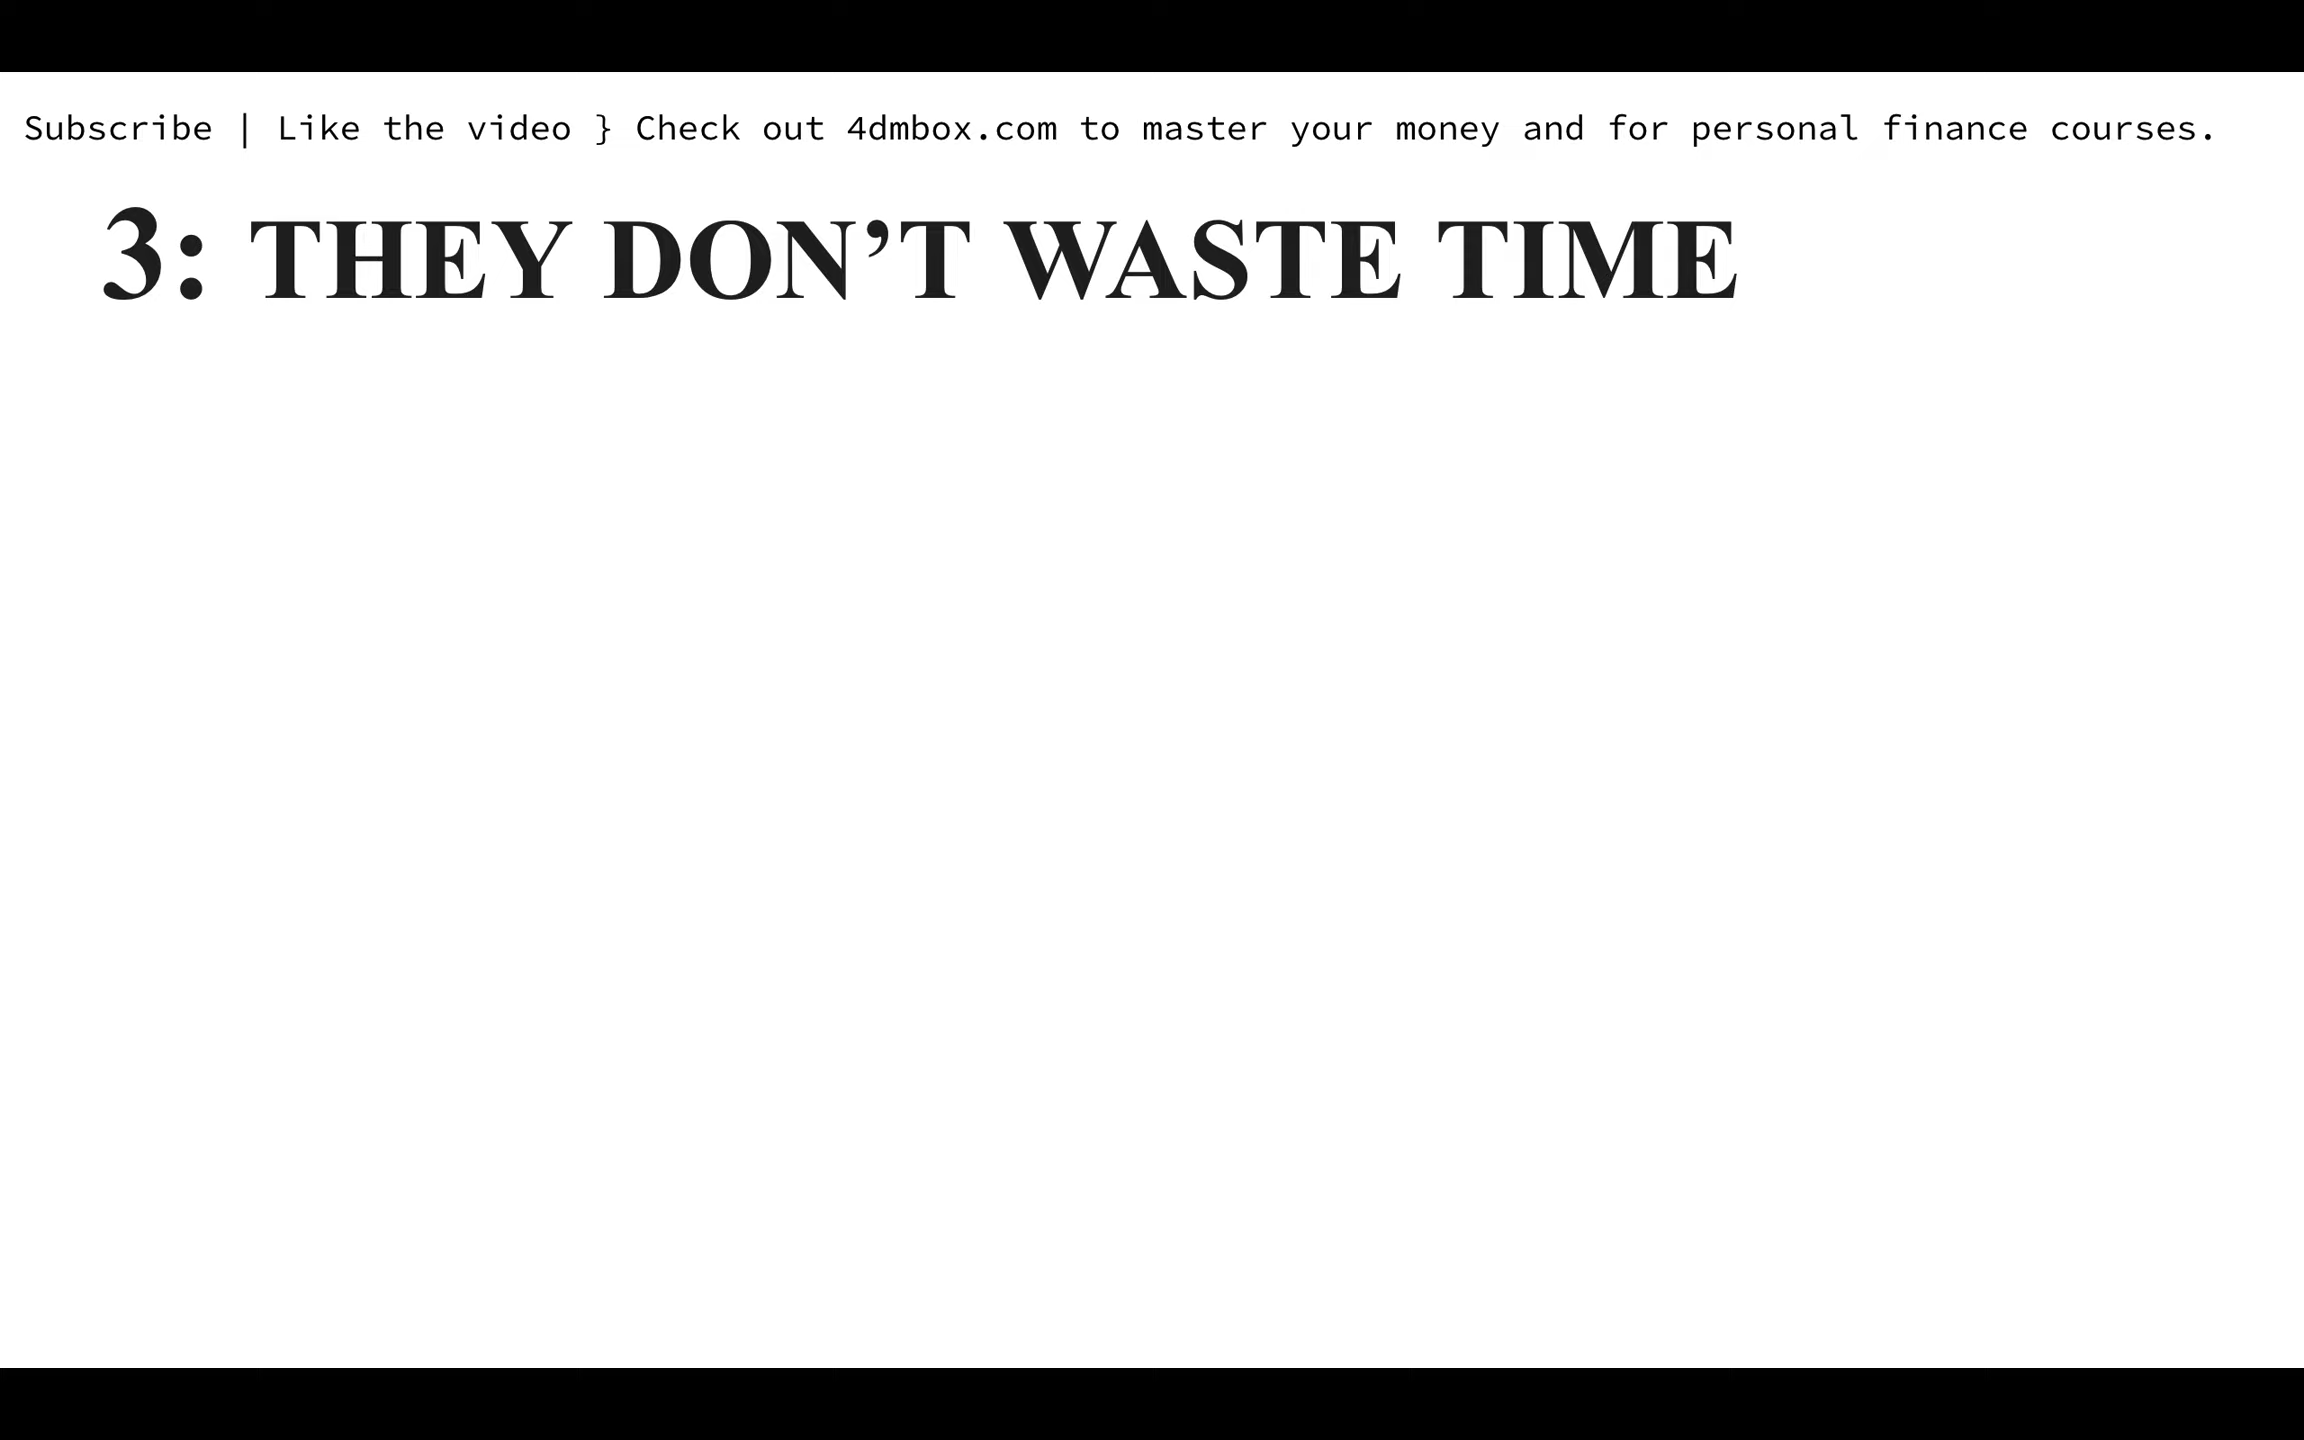 Subscribe | Like the video } Check out 4dmbox.com to master your money and for personal finance courses.
3: THEY DON’T WASTE TIME